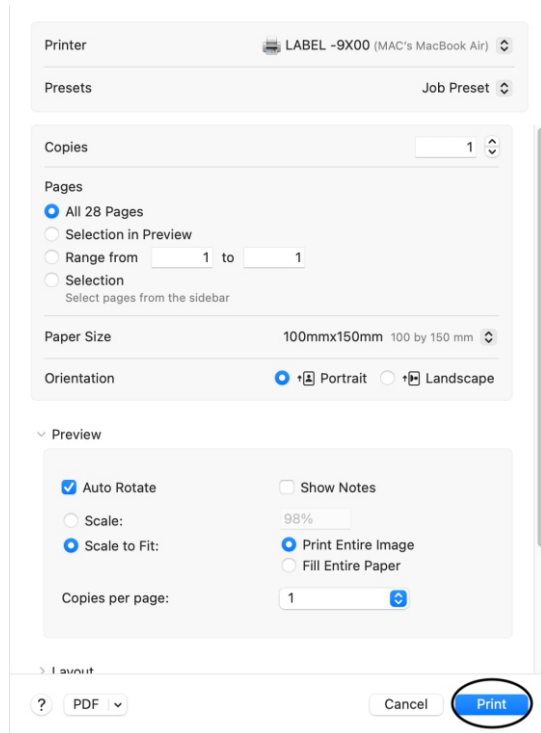 Printer LABEL -9X00 (MAC's MacBook Air)
Presets Job Preset
Copies 1
Pages
All 28 Pages
Selection in Preview
Range from 1 to 1
Selection
Select pages from the sidebar
Paper Size 100mmx150mm 100 by 150 mm
Orientation Portrait Landscape
Preview
Auto Rotate Show Notes
Scale: 98%
Scale to Fit: Print Entire Image
Fill Entire Paper
Copies per page: 1
Layout
? PDF Cancel Print